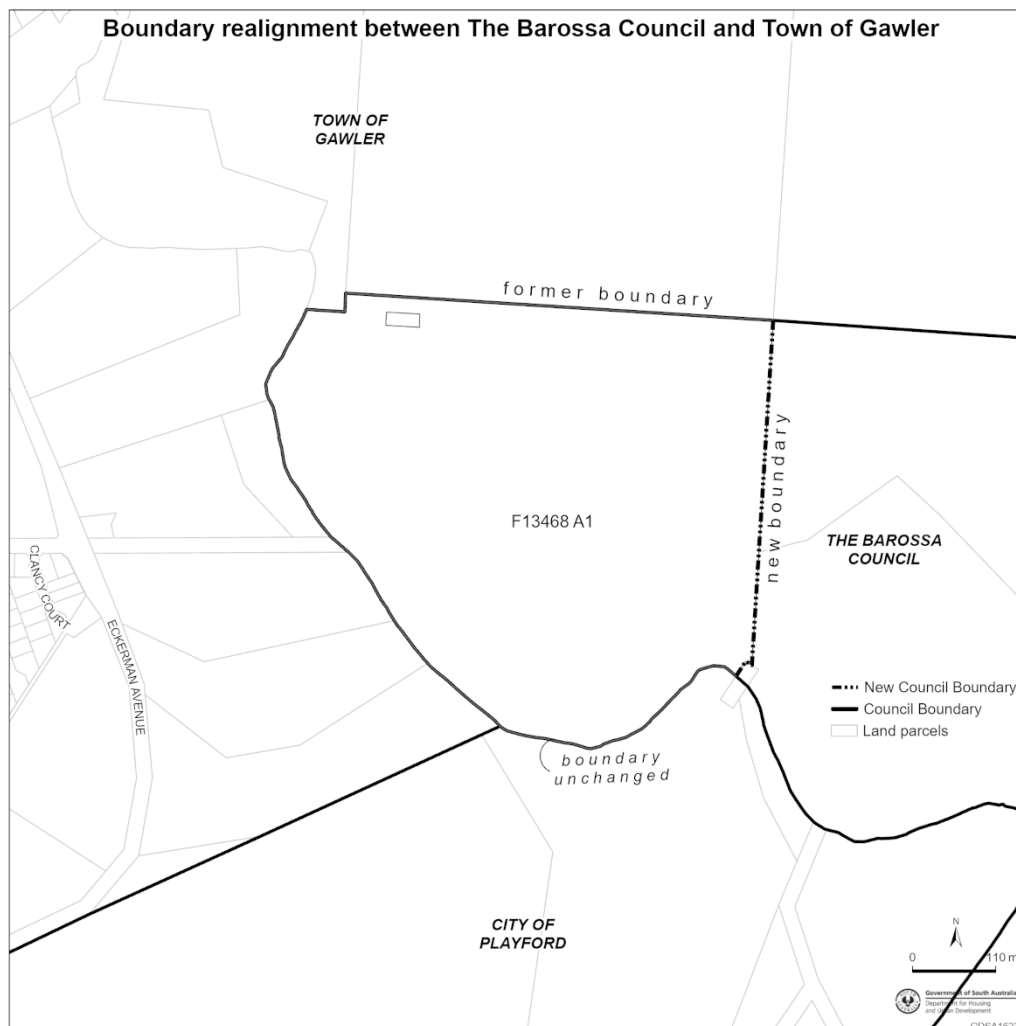 Boundary realignment between The Barossa Council and Town of Gawler
TOWN OF
GAWLER
former boundary
new boundary
F13468 A1
THE BAROSSA
COUNCIL
CLANCY COURT
ECKERMAN AVENUE
New Council Boundary
Council Boundary
Land parcels
boundary
unchanged
CITY OF
PLAYFORD
N
0 110 m
Government of South Australia
Department for Housing
and Urban Development